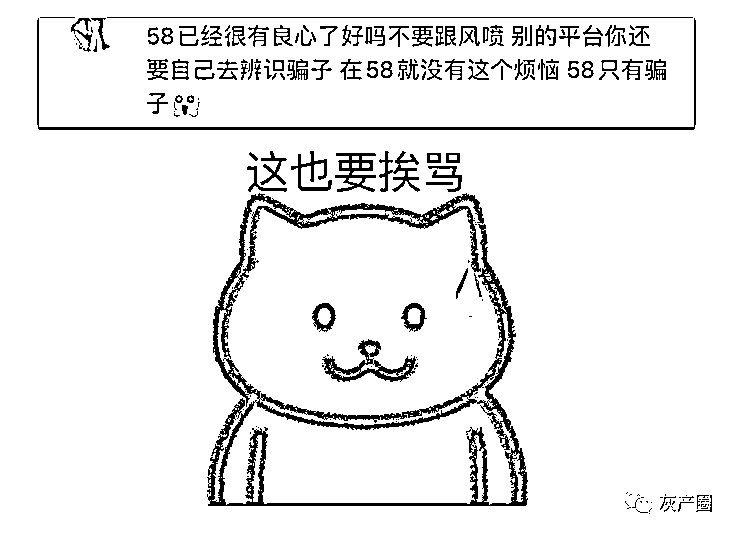 58已经很有良心了好吗不要跟风喷 别的平台你还
要自己去辨识骗子 在58就没有这个烦恼 58只有骗
子
这也要挨骂
灰产圈